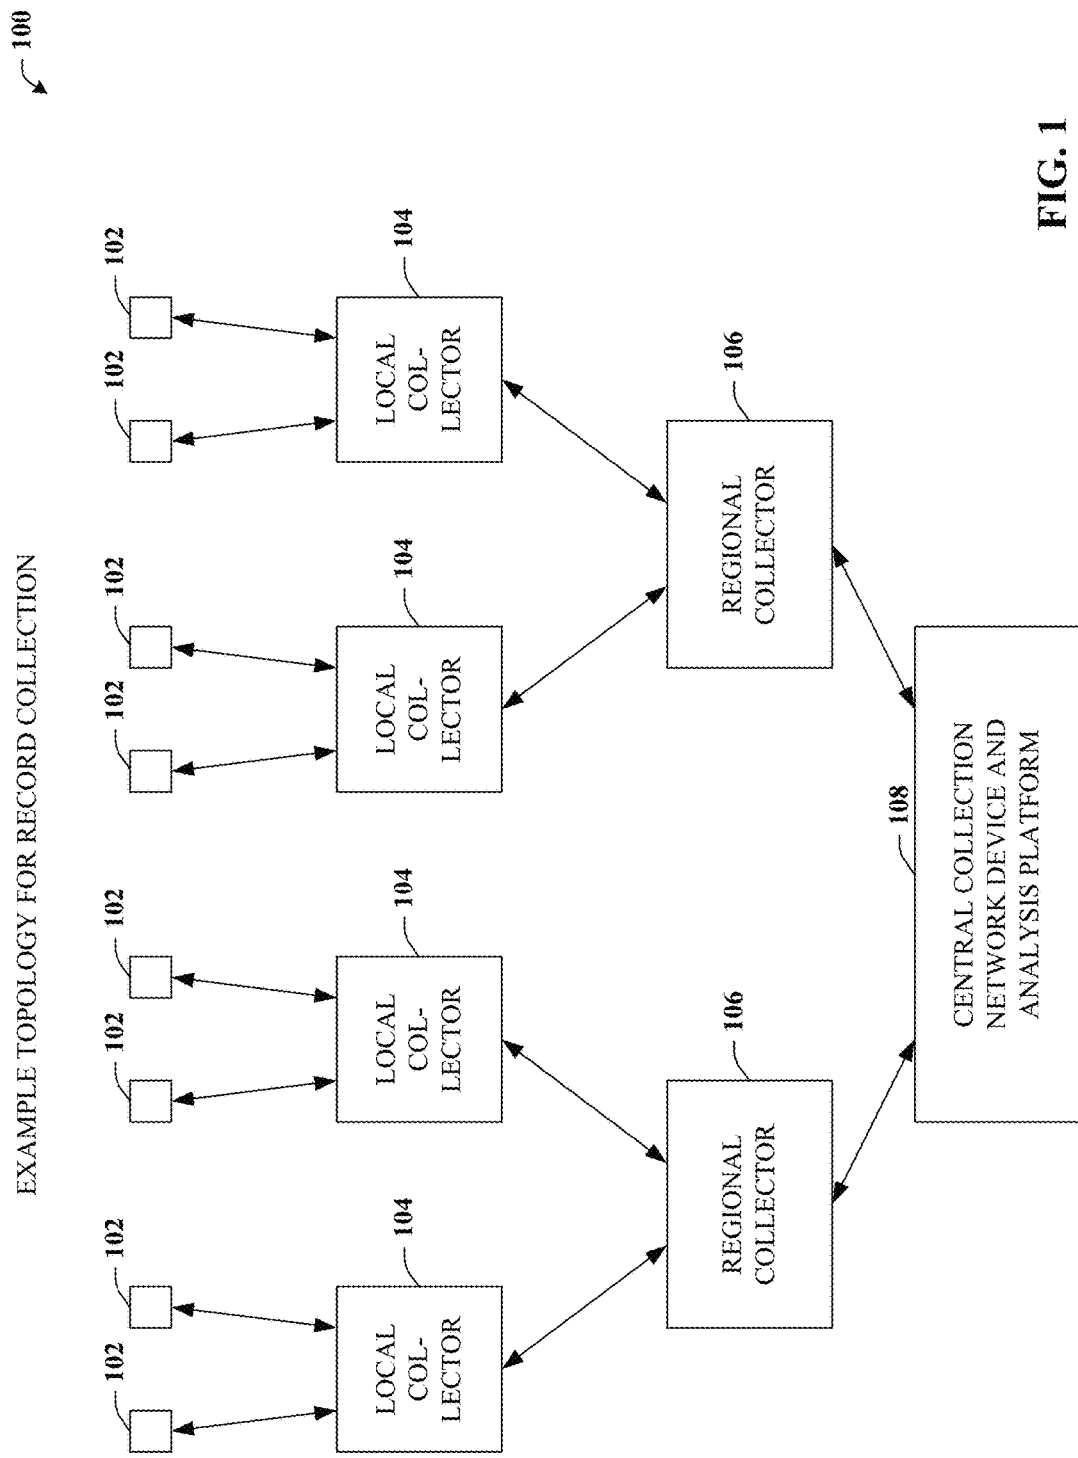 EXAMPLE TOPOLOGY FOR RECORD COLLECTION
100
102
102
102
102
102
102
102
102
104
104
104
104
LOCAL
COL-
LECTOR
LOCAL
COL-
LECTOR
LOCAL
COL-
LECTOR
LOCAL
COL-
LECTOR
106
106
REGIONAL
COLLECTOR
REGIONAL
COLLECTOR
108
CENTRAL COLLECTION
NETWORK DEVICE AND
ANALYSIS PLATFORM
FIG. 1